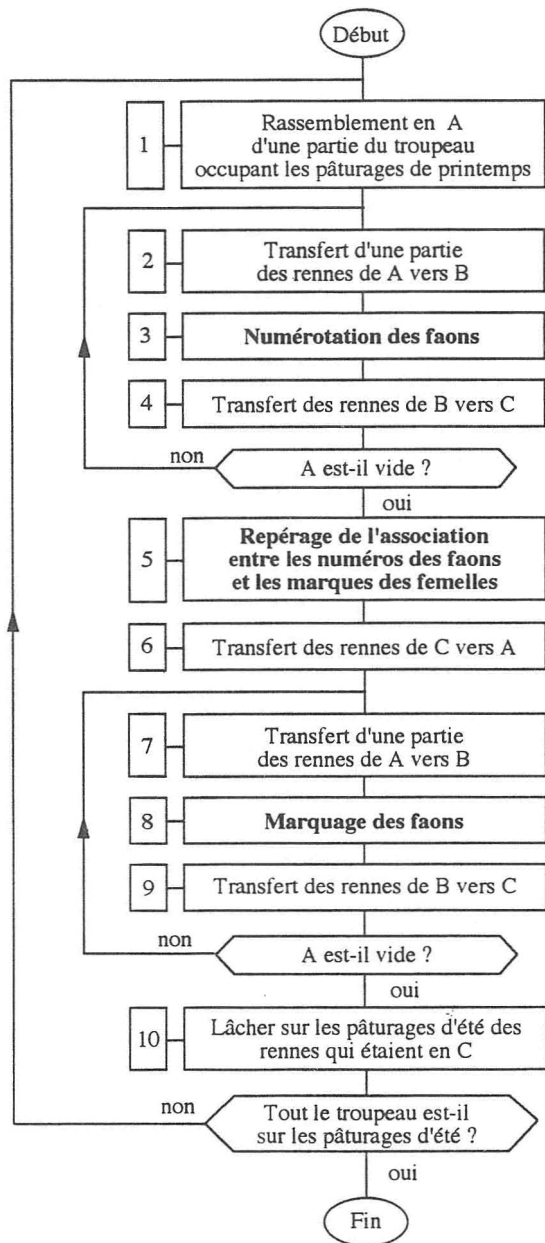 Début
1
Rassemblement en A
d'une partie du troupeau
occupant les pâturages de printemps
2
Transfert d'une partie
des rennes de A vers B
3
Numérotation des faons
4
Transfert des rennes de B vers C
non
A est-il vide ?
oui
5
Repérage de l'association
entre les numéros des faons
et les marques des femelles
6
Transfert des rennes de C vers A
7
Transfert d'une partie
des rennes de A vers B
8
Marquage des faons
9
Transfert des rennes de B vers C
non
A est-il vide ?
oui
10
Lâcher sur les pâturages d'été des
rennes qui étaient en C
non
Tout le troupeau est-il
sur les pâturages d'été ?
oui
Fin